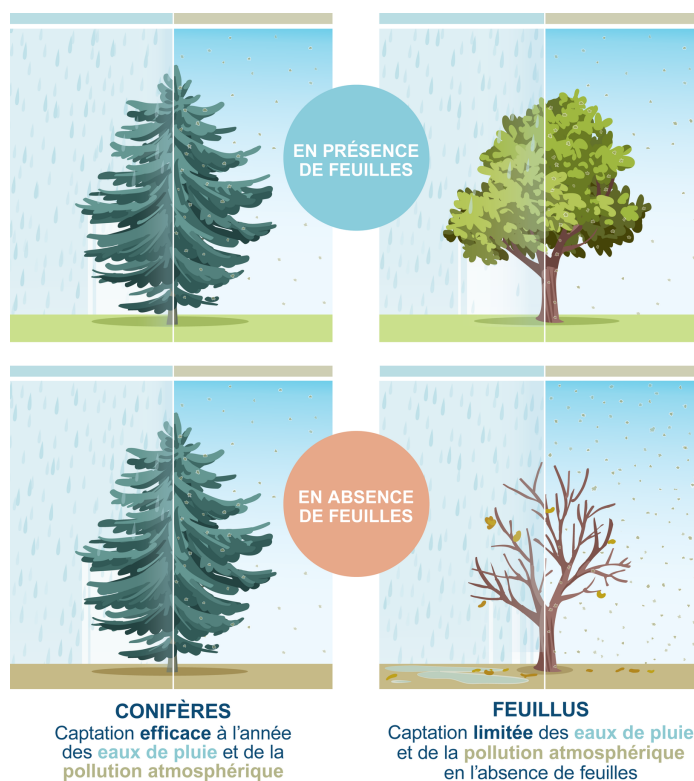 EN PRÉSENCE
DE FEUILLES
EN ABSENCE
DE FEUILLES
CONIFÈRES
Captation efficace à l'année
des eaux de pluie et de la
pollution atmosphérique
FEUILLUS
Captation limitée des eaux de pluie
et de la pollution atmosphérique
en l'absence de feuilles